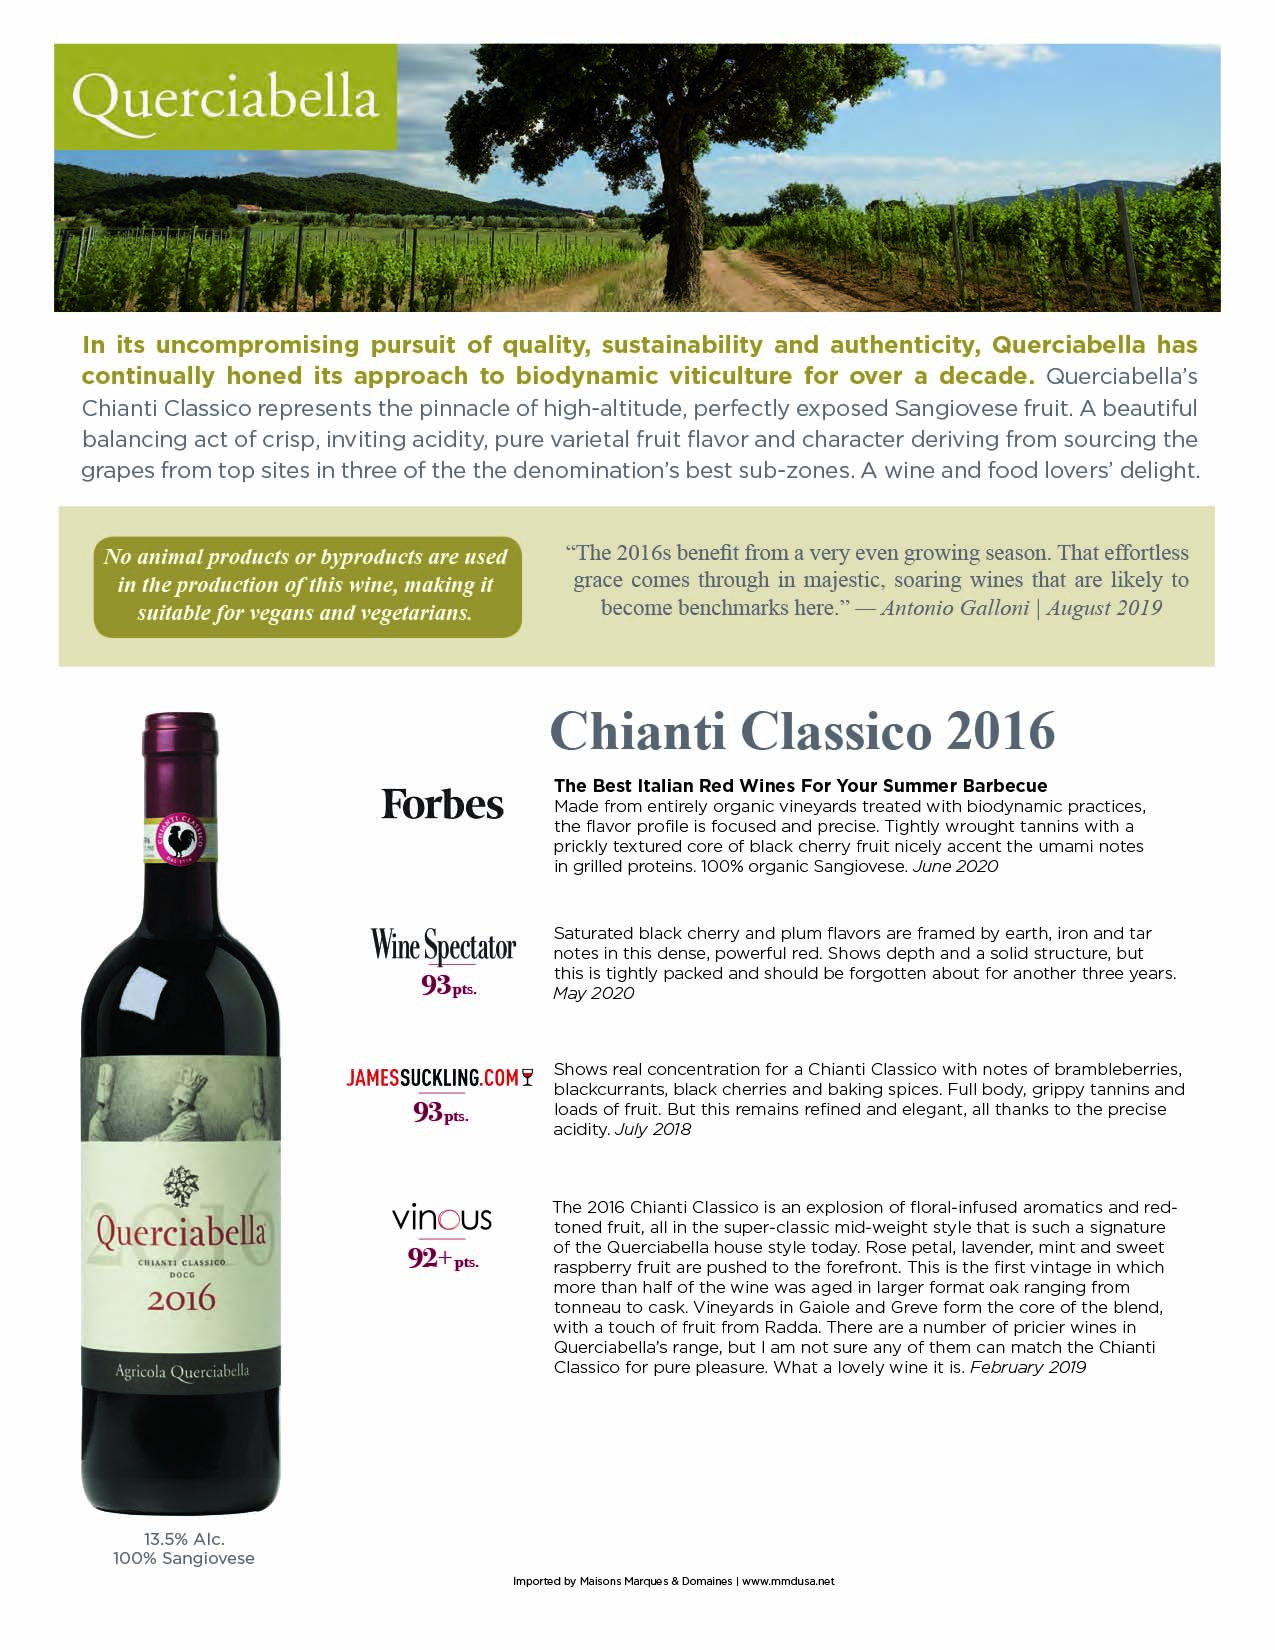 Querciabella
In its uncompromising pursuit of quality, sustainability and authenticity, Querciabella has
continually honed its approach to biodynamic viticulture for over a decade. Querciabella’s
Chianti Classico represents the pinnacle of high-altitude, perfectly exposed Sangiovese fruit. A beautiful
balancing act of crisp, inviting acidity, pure varietal fruit flavor and character deriving from sourcing the
grapes from top sites in three of the the denomination’s best sub-zones. A wine and food lovers’ delight.
No animal products or byproducts are used
in the production of this wine, making it
suitable for vegans and vegetarians.
“The 2016s benefit from a very even growing season. That effortless
grace comes through in majestic, soaring wines that are likely to
become benchmarks here.” — Antonio Galloni | August 2019
Chianti Classico 2016
Forbes
The Best Italian Red Wines For Your Summer Barbecue
Made from entirely organic vineyards treated with biodynamic practices,
the flavor profile is focused and precise. Tightly wrought tannins with a
prickly textured core of black cherry fruit nicely accent the umami notes
in grilled proteins. 100% organic Sangiovese. June 2020
Wine Spectator
93pts.
Saturated black cherry and plum flavors are framed by earth, iron and tar
notes in this dense, powerful red. Shows depth and a solid structure, but
this is tightly packed and should be forgotten about for another three years.
May 2020
JAMESSUCKLING.COM
93pts.
Shows real concentration for a Chianti Classico with notes of brambleberries,
blackcurrants, black cherries and baking spices. Full body, grippy tannins and
loads of fruit. But this remains refined and elegant, all thanks to the precise
acidity. July 2018
vinous
92+pts.
The 2016 Chianti Classico is an explosion of floral-infused aromatics and red-
toned fruit, all in the super-classic mid-weight style that is such a signature
of the Querciabella house style today. Rose petal, lavender, mint and sweet
raspberry fruit are pushed to the forefront. This is the first vintage in which
more than half of the wine was aged in larger format oak ranging from
tonneau to cask. Vineyards in Gaiole and Greve form the core of the blend,
with a touch of fruit from Radda. There are a number of pricier wines in
Querciabella’s range, but I am not sure any of them can match the Chianti
Classico for pure pleasure. What a lovely wine it is. February 2019
CHIANTI CLASSICO
DAL 1716
2016
Querciabella
CHIANTI CLASSICO
DOCG
2016
Agricola Querciabella
13.5% Alc.
100% Sangiovese
Imported by Maisons Marques & Domaines | www.mmdusa.net